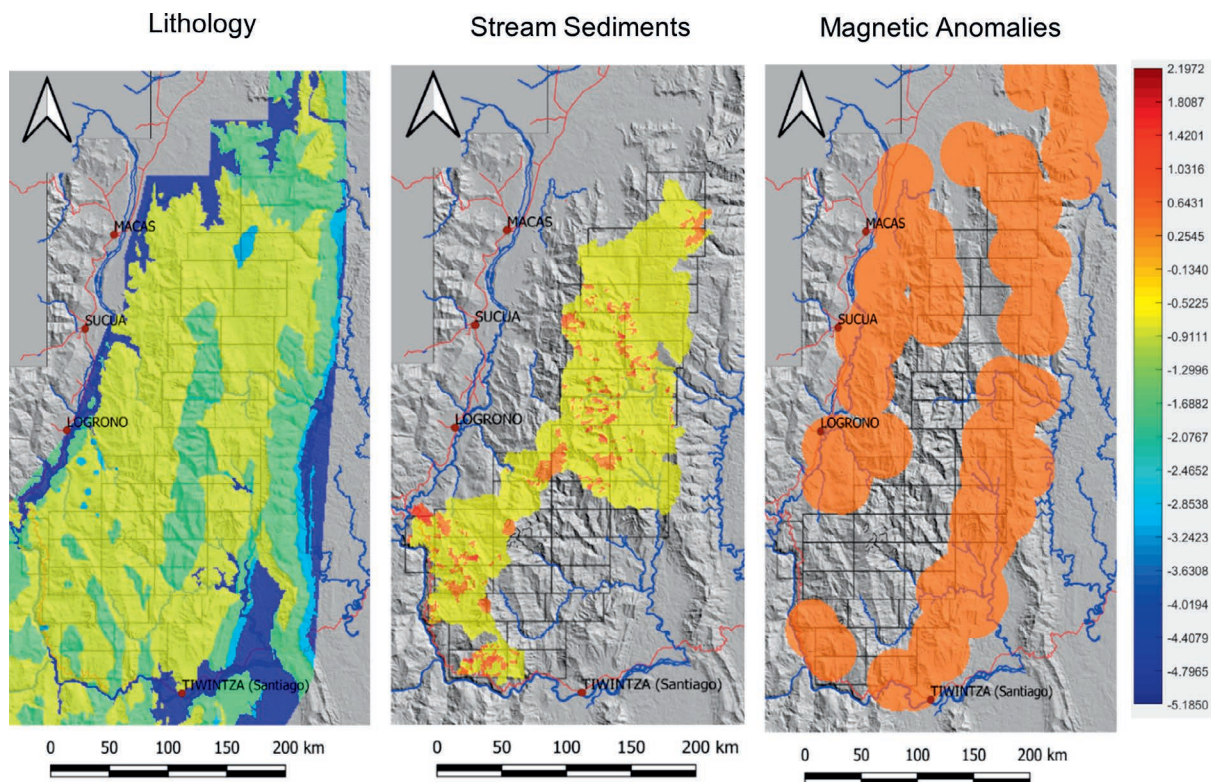 Lithology
Stream Sediments
Magnetic Anomalies
MACAS
SUCUA
LOGRONO
TIWINTZA (Santiago)
0 50 100 150 200 km
MACAS
SUCUA
LOGRONO
TIWINTZA (Santiago)
0 50 100 150 200 km
MACAS
SUCUA
LOGRONO
TIWINTZA (Santiago)
0 50 100 150 200 km
2.1972
1.8087
1.4201
1.0316
0.6431
0.2545
-0.1340
-0.5225
-0.9111
-1.2996
-1.6882
-2.0767
-2.4652
-2.8538
-3.2423
-3.6308
-4.0194
-4.4079
-4.7965
-5.1850